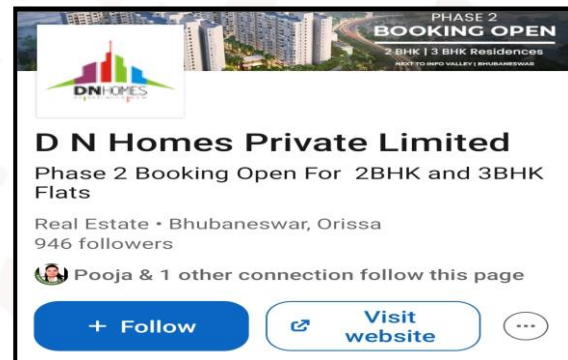 PHASE 2
BOOKING OPEN
2 BHK | 3 BHK Residences
NEXT TO INFO VALLEY | BHUBANESWAR
DNHOMES
D N Homes Private Limited
Phase 2 Booking Open For 2BHK and 3BHK
Flats
Real Estate • Bhubaneswar, Orissa
946 followers
Pooja & 1 other connection follow this page
+ Follow
Visit
website